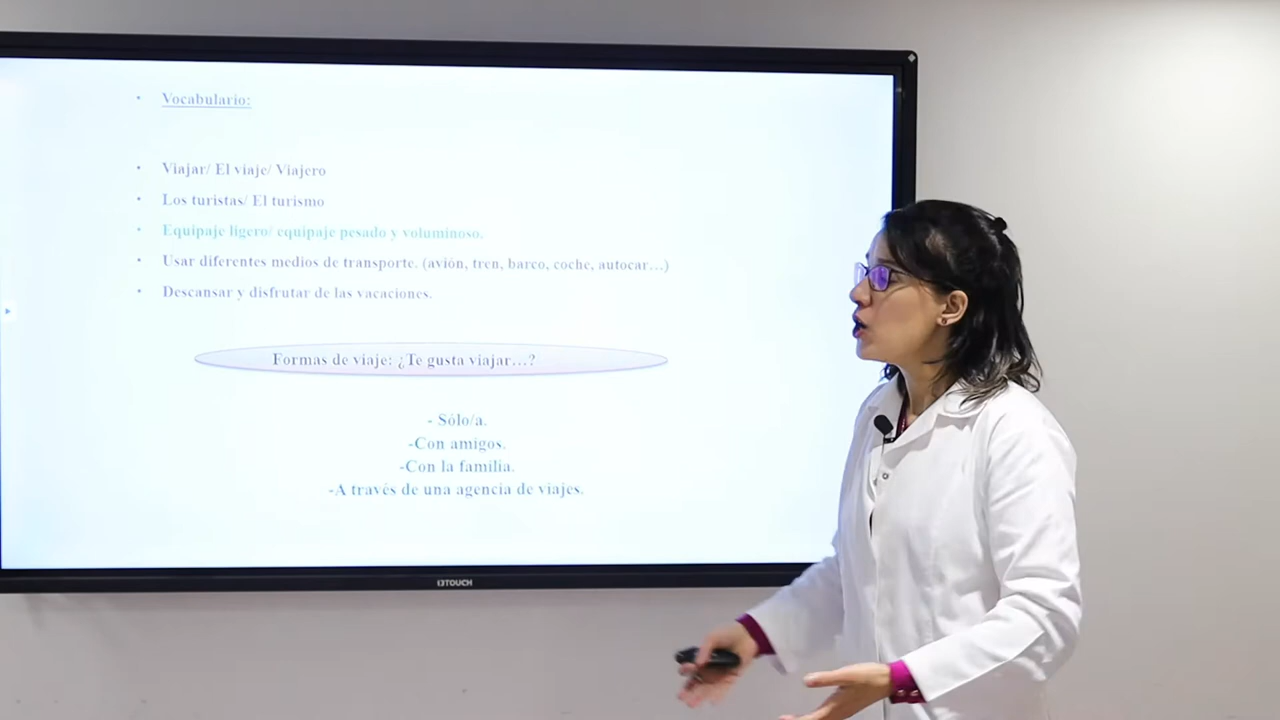 • Vocabulario:
• Viajar/ El viaje/ Viajero
• Los turistas/ El turismo
• Equipaje ligero/ equipaje pesado y voluminoso.
• Usar diferentes medios de transporte. (avión, tren, barco, coche, autocar…)
• Descansar y disfrutar de las vacaciones.
Formas de viaje: ¿Te gusta viajar…?
- Sólo/a.
-Con amigos.
-Con la familia.
-A través de una agencia de viajes.
i3TOUCH